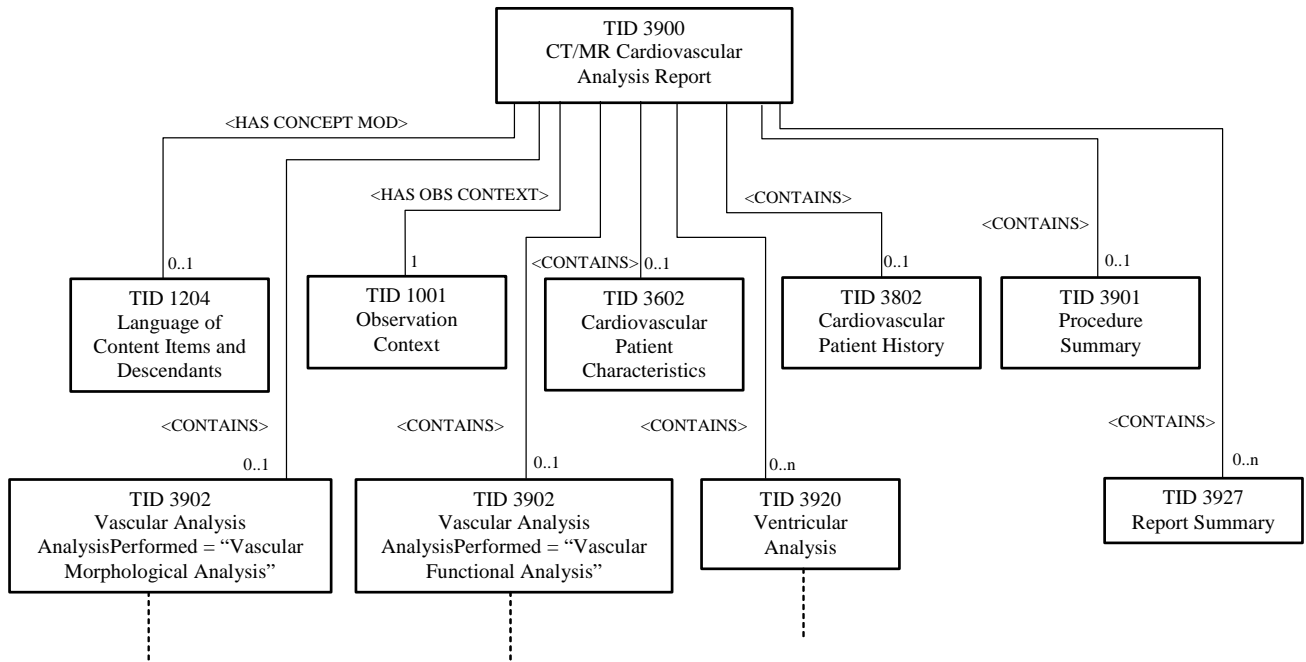 TID 3900
CT/MR Cardiovascular
Analysis Report
<HAS CONCEPT MOD>
<HAS OBS CONTEXT>
<CONTAINS>
<CONTAINS>
0..1
1
<CONTAINS>
0..1
0..1
0..1
TID 1204
Language of
Content Items and
Descendants
TID 1001
Observation
Context
TID 3602
Cardiovascular
Patient
Characteristics
TID 3802
Cardiovascular
Patient History
TID 3901
Procedure
Summary
<CONTAINS>
<CONTAINS>
<CONTAINS>
<CONTAINS>
0..1
0..1
0..n
0..n
TID 3902
Vascular Analysis
AnalysisPerformed = “Vascular
Morphological Analysis”
TID 3902
Vascular Analysis
AnalysisPerformed = “Vascular
Functional Analysis”
TID 3920
Ventricular
Analysis
TID 3927
Report Summary